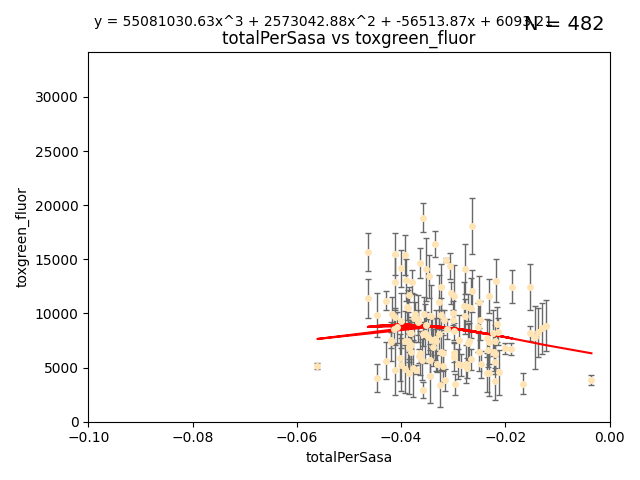 y = 55081030.63x^3 + 2573042.88x^2 + -56513.87x + 6093.21
N = 482
totalPerSasa vs toxgreen_fluor
30000
25000
20000
15000
10000
5000
0
toxgreen_fluor
−0.10
−0.08
−0.06
−0.04
−0.02
0.00
totalPerSasa